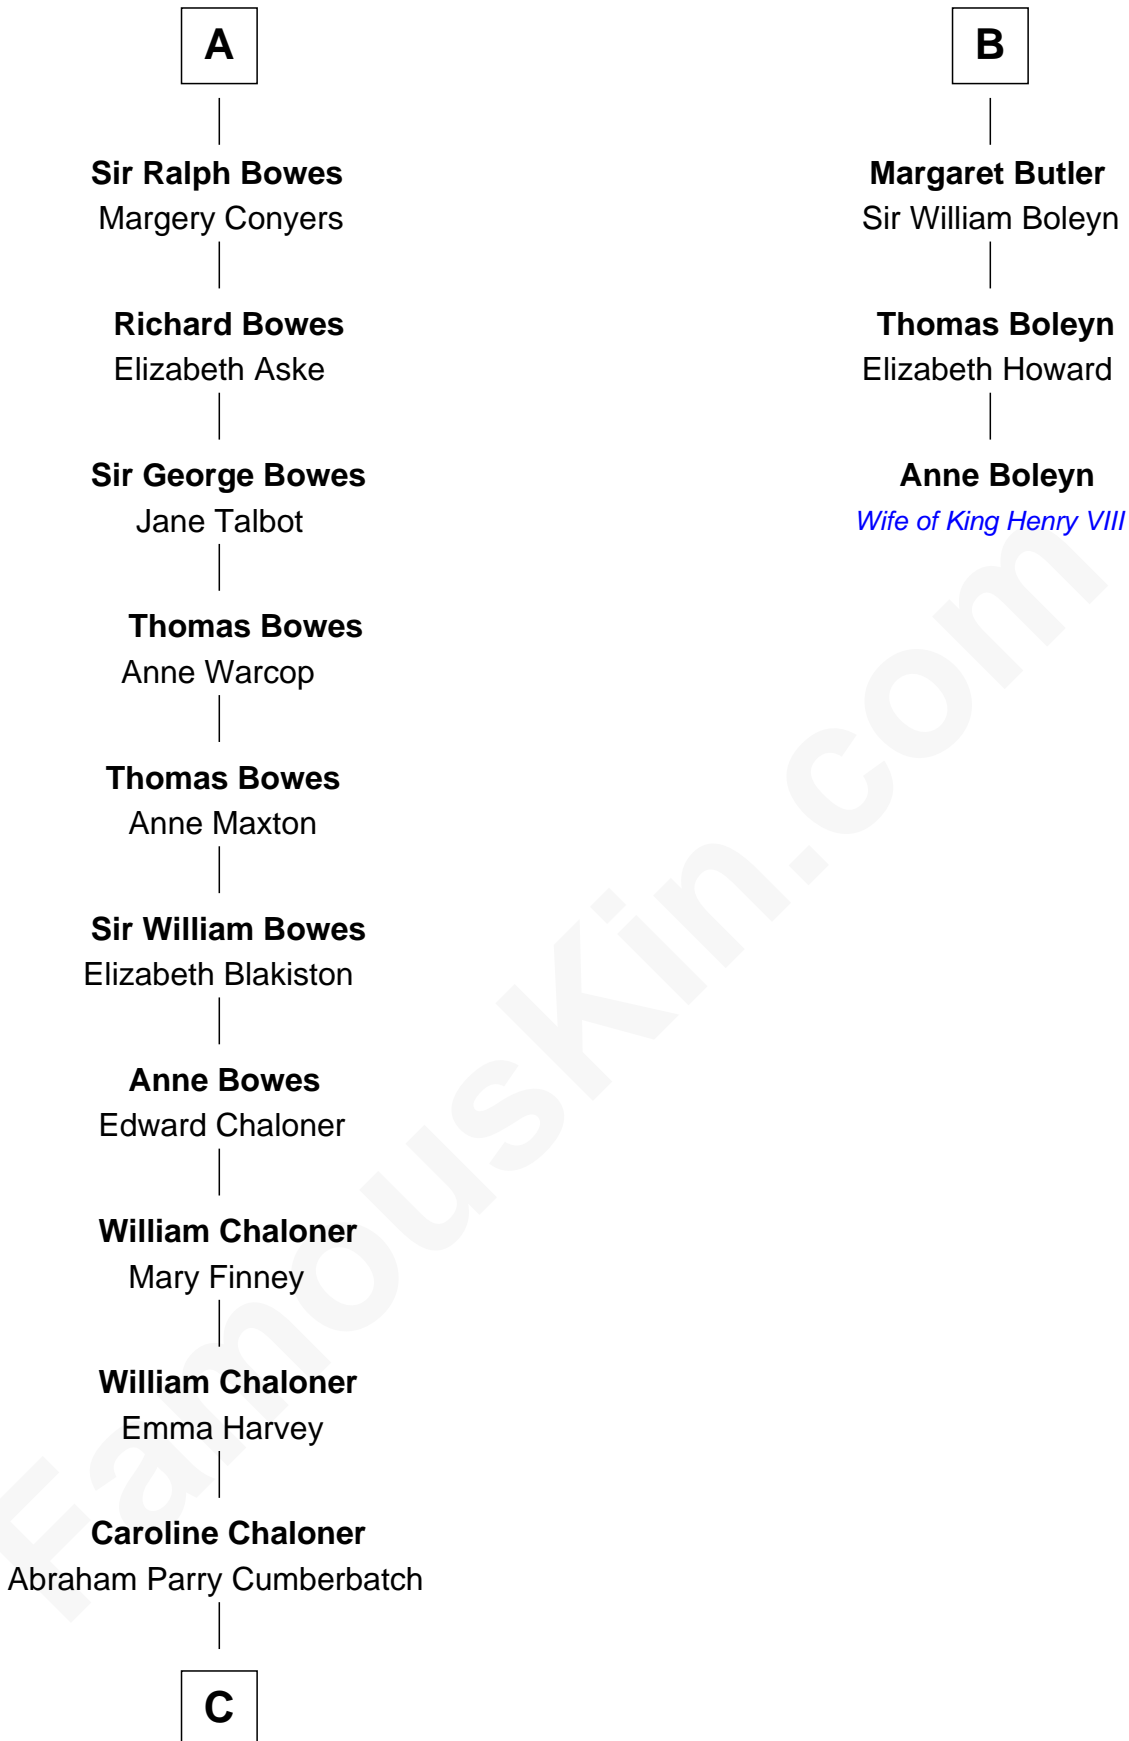 A
Sir Ralph Bowes
Margery Conyers
Richard Bowes
Elizabeth Aske
Sir George Bowes
Jane Talbot
Thomas Bowes
Anne Warcop
Thomas Bowes
Anne Maxton
Sir William Bowes
Elizabeth Blakiston
Anne Bowes
Edward Chaloner
William Chaloner
Mary Finney
William Chaloner
Emma Harvey
Caroline Chaloner
Abraham Parry Cumberbatch
C
B
Margaret Butler
Sir William Boleyn
Thomas Boleyn
Elizabeth Howard
Anne Boleyn
Wife of King Henry VIII
FamousKin.com